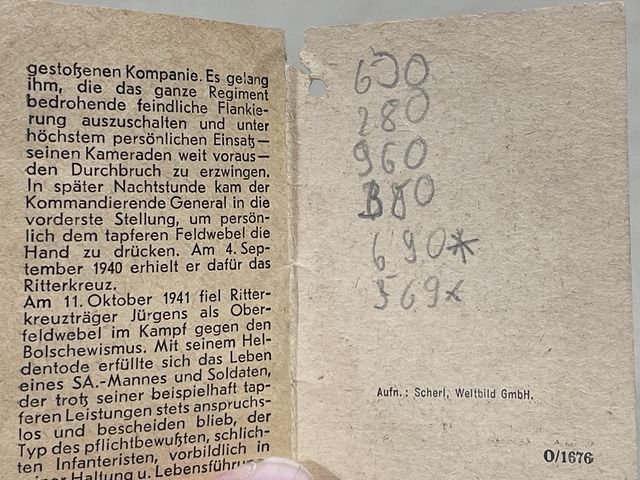 gestoßenen Kompanie. Es gelang
ihm, die das ganze Regiment
bedrohende feindliche Flankie-
rung auszuschalten und unter
höchstem persönlichen Einsatz —
seinen Kameraden weit voraus —
den Durchbruch zu erzwingen.
In später Nachtstunde kam der
Kommandierende General in die
vorderste Stellung, um persön-
lich dem tapferen Feldwebel die
Hand zu drücken. Am 4. Sep-
tember 1940 erhielt er dafür das
Ritterkreuz.
Am 11. Oktober 1941 fiel Ritter-
kreuzträger Jürgens als Ober-
feldwebel im Kampf gegen den
Bolschewismus. Mit seinem Hel-
dentode erfüllte sich das Leben
eines SA.-Mannes und Soldaten,
der trotz seiner beispielhaft tap-
feren Leistungen stets anspruchs-
los und bescheiden blieb, der
Typ des pflichtbewußten, schlich-
ten Infanteristen, vorbildlich in
Haltung u. Lebensführung
600
280
960
380
690*
569*
Aufn.: Scherl, Weltbild GmbH.
O/1676